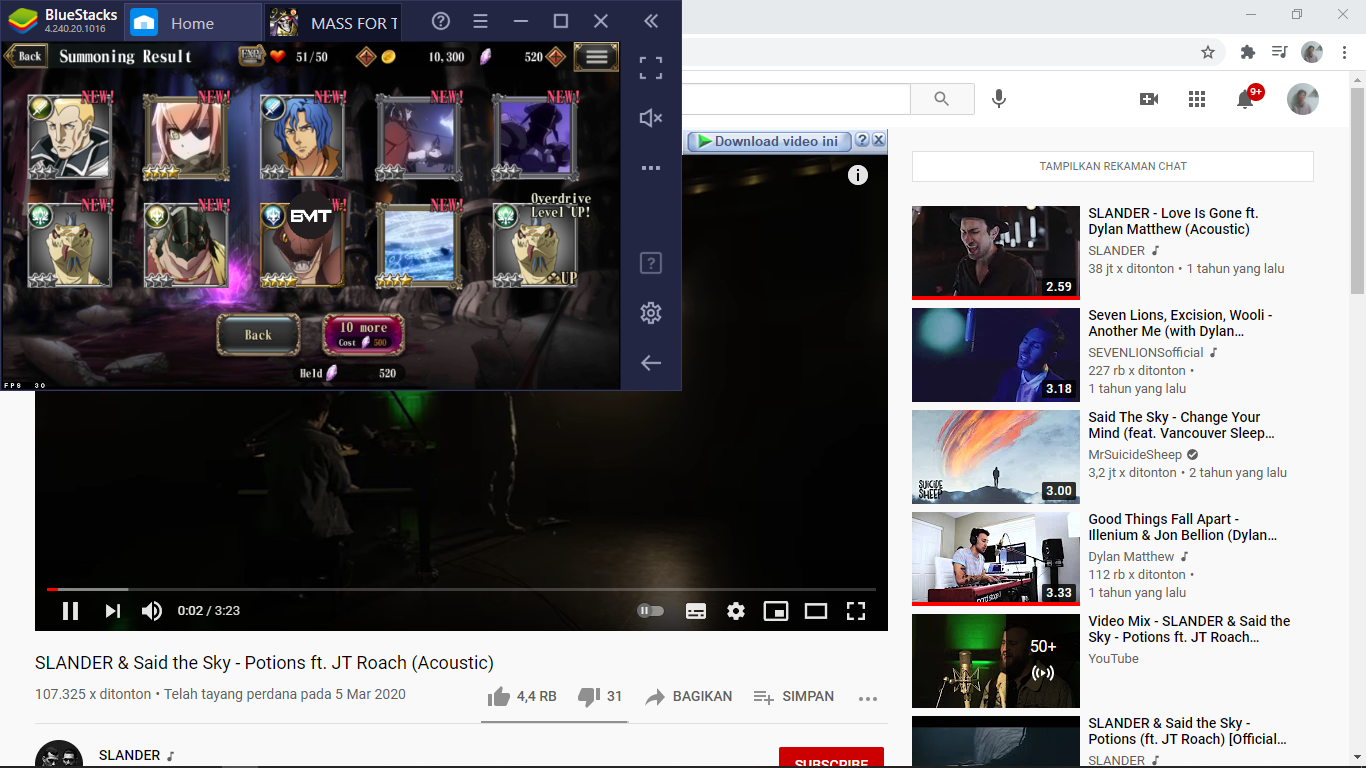 BlueStacks
4.240.20.1016
Home
MASS FOR T
Back
Summoning Result
51/50
10,300
520
NEW!
NEW!
NEW!
NEW!
NEW!
NEW!
NEW!
NEW!
NEW!
Overdrive
Level UP!
BMT
UP
Back
10 more
Cost 500
Held 520
FPS 30
9+
Download video ini
TAMPILKAN REKAMAN CHAT
SLANDER - Love Is Gone ft.
Dylan Matthew (Acoustic)
SLANDER
38 jt x ditonton • 1 tahun yang lalu
2.59
Seven Lions, Excision, Wooli -
Another Me (with Dylan...
SEVENLIONSofficial
227 rb x ditonton •
1 tahun yang lalu
3.18
Said The Sky - Change Your
Mind (feat. Vancouver Sleep...
MrSuicideSheep
3,2 jt x ditonton • 2 tahun yang lalu
SUICIDE
SHEEP
3.00
Good Things Fall Apart -
Illenium & Jon Bellion (Dylan...
Dylan Matthew
112 rb x ditonton •
1 tahun yang lalu
3.33
Video Mix - SLANDER & Said the
Sky - Potions ft. JT Roach...
YouTube
50+
SLANDER & Said the Sky -
Potions (ft. JT Roach) [Official...
SLANDER
0:02 / 3:23
SLANDER & Said the Sky - Potions ft. JT Roach (Acoustic)
107.325 x ditonton • Telah tayang perdana pada 5 Mar 2020
4,4 RB
31
BAGIKAN
SIMPAN
SLANDER
SUBSCRIBE